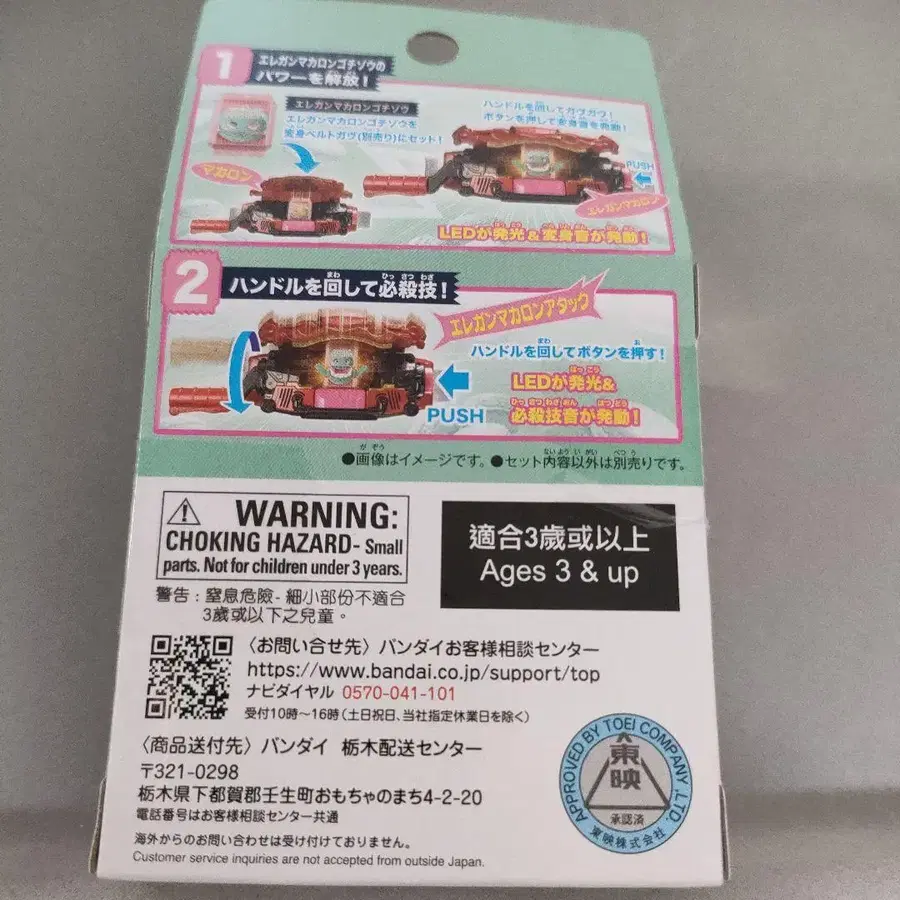 1 エレガンマカロンゴチゾウの
パワーを解放!
エレガンマカロンゴチゾウ
エレガンマカロンゴチゾウを
変身ベルトガヴ(別売り)にセット!
マカロン
ハンドルを回してガヴガヴ!
ボタンを押して変身音を発動!
PUSH
エレガンマカロン
LEDが発光&変身音が発動!
2 ハンドルを回して必殺技!
エレガンマカロンアタック
ハンドルを回してボタンを押す!
PUSH
LEDが発光&
必殺技音が発動!
●画像はイメージです。●セット内容以外は別売りです。
WARNING:
CHOKING HAZARD- Small
parts. Not for children under 3 years.
警告:窒息危險-細小部份不適合
3歲或以下之兒童。
適合3歲或以上
Ages 3 & up
〈お問い合せ先〉バンダイお客様相談センター
https://www.bandai.co.jp/support/top
ナビダイヤル 0570-041-101
受付10時〜16時(土日祝日、当社指定休業日を除く)
〈商品送付先〉バンダイ 栃木配送センター
〒321-0298
栃木県下都賀郡壬生町おもちゃのまち4-2-20
電話番号はお客様相談センター共通
海外からのお問い合わせは受け付けておりません。
Customer service inquiries are not accepted from outside Japan.
APPROVED BY TOEI COMPANY ,LTD.
東映
承認済
東映株式会社